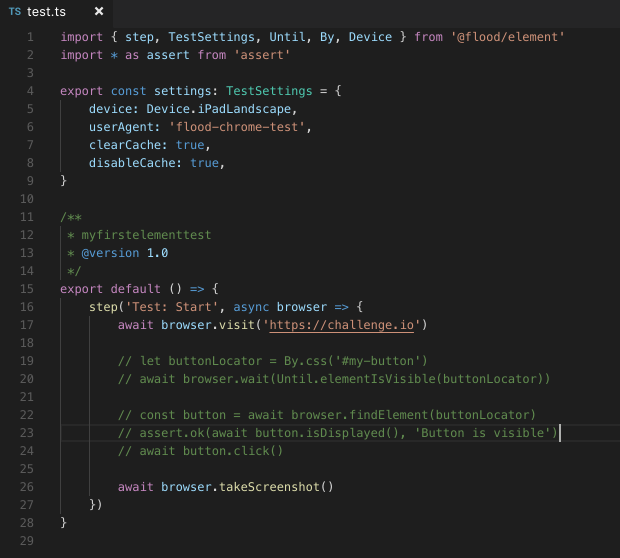 TS test.ts ×
1 import { step, TestSettings, Until, By, Device } from '@flood/element'
2 import * as assert from 'assert'
3
4 export const settings: TestSettings = {
5     device: Device.iPadLandscape,
6     userAgent: 'flood-chrome-test',
7     clearCache: true,
8     disableCache: true,
9 }
10
11 /**
12  * myfirstelementtest
13  * @version 1.0
14  */
15 export default () => {
16     step('Test: Start', async browser => {
17         await browser.visit('https://challenge.io')
18
19         // let buttonLocator = By.css('#my-button')
20         // await browser.wait(Until.elementIsVisible(buttonLocator))
21
22         // const button = await browser.findElement(buttonLocator)
23         // assert.ok(await button.isDisplayed(), 'Button is visible')
24         // await button.click()
25
26         await browser.takeScreenshot()
27     })
28 }
29